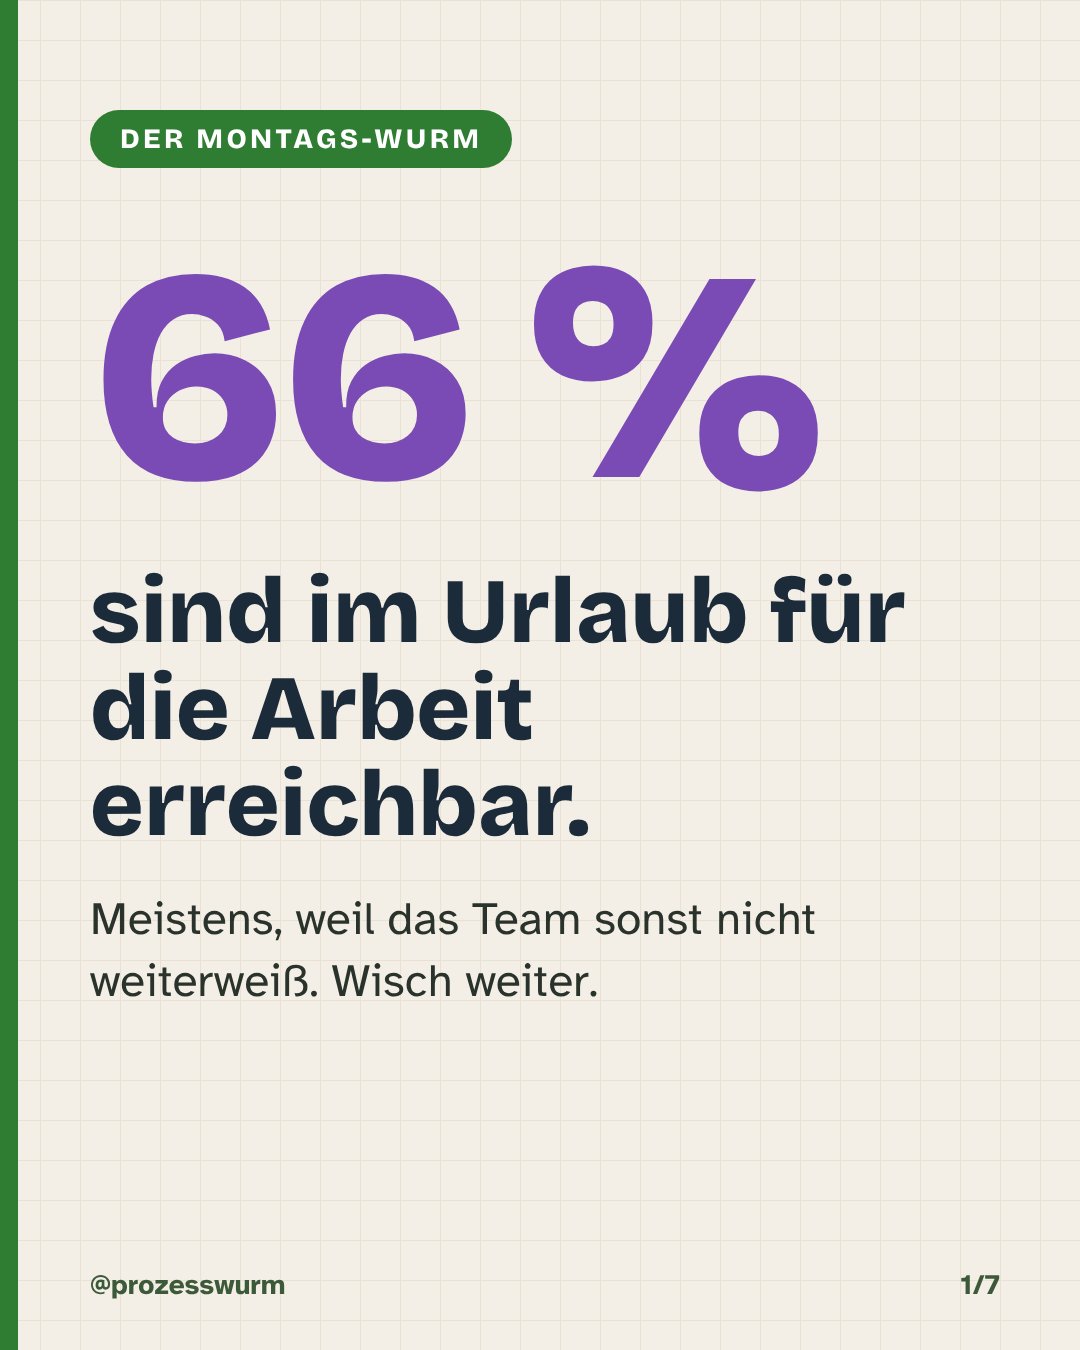 DER MONTAGS-WURM
66 %
sind im Urlaub für
die Arbeit
erreichbar.
Meistens, weil das Team sonst nicht
weiterweiß. Wisch weiter.
@prozesswurm
1/7